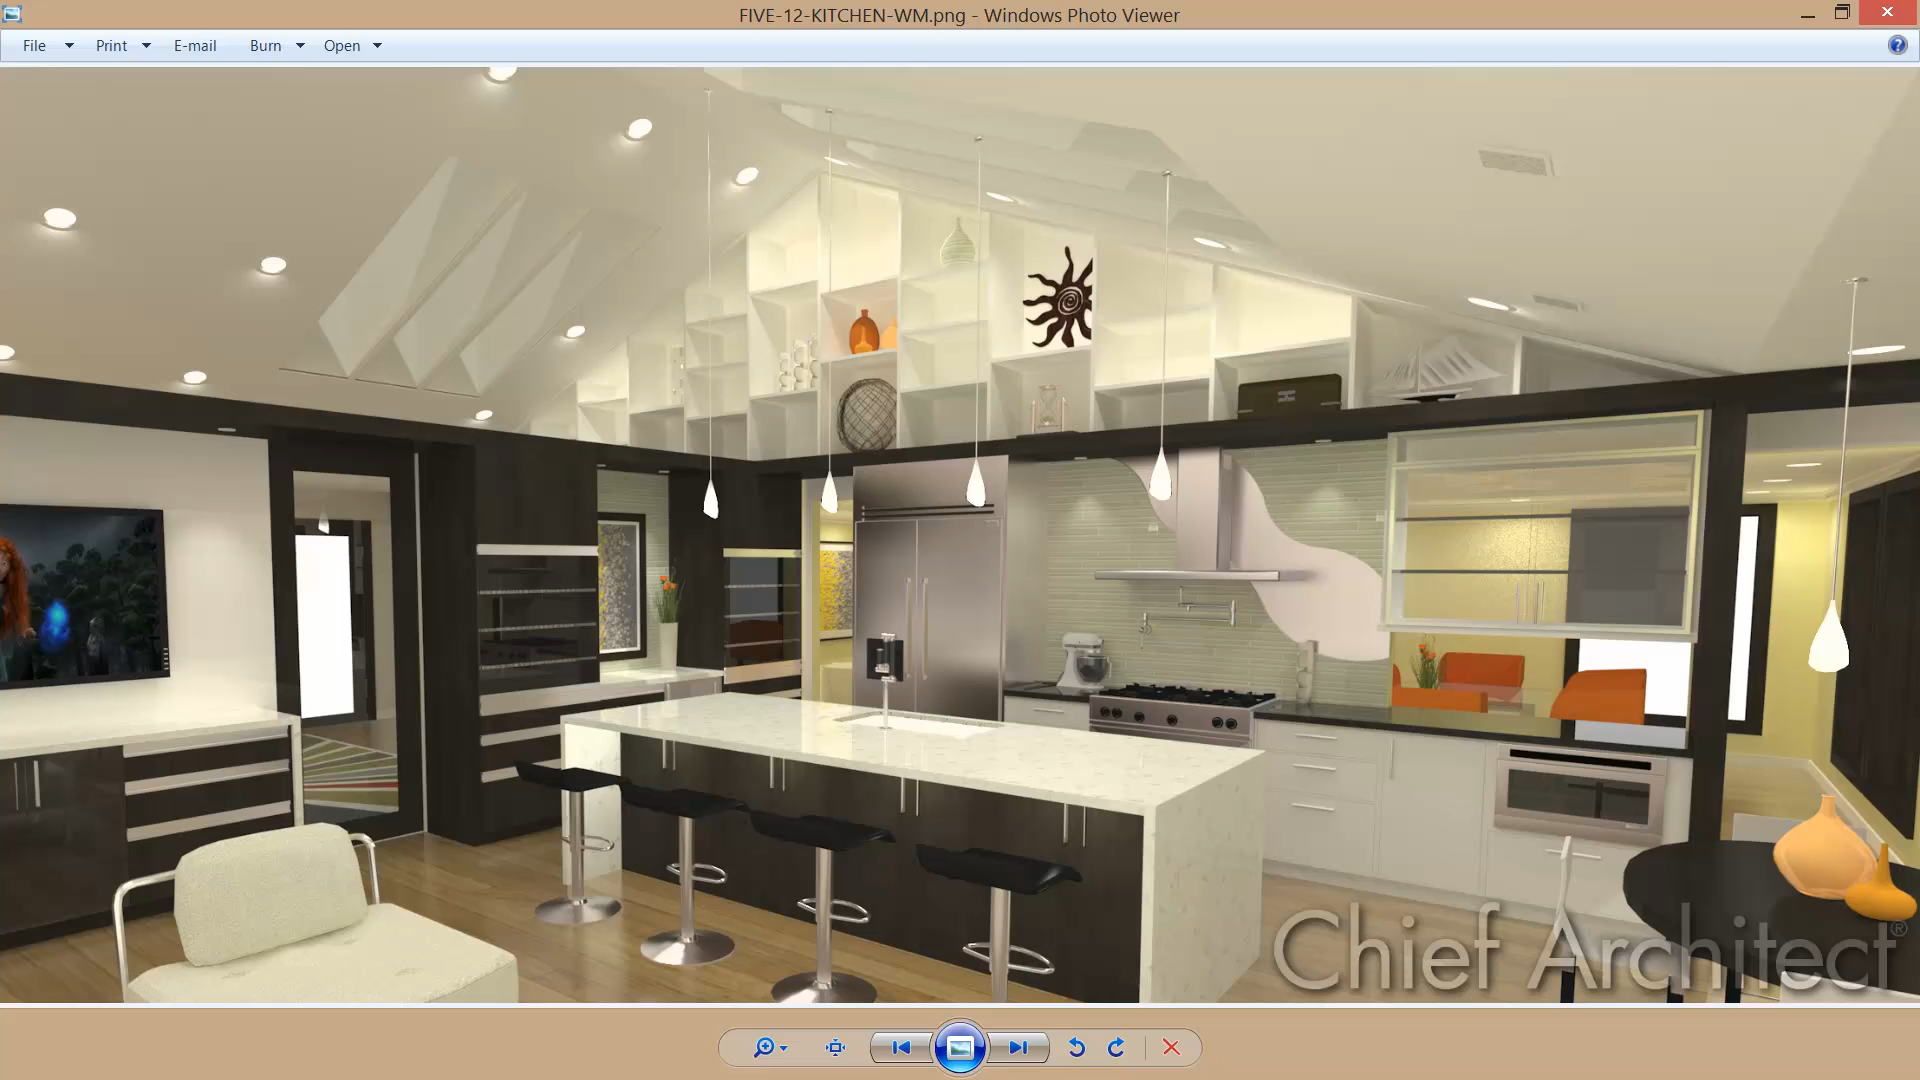 FIVE-12-KITCHEN-WM.png - Windows Photo Viewer
File Print E-mail Burn Open
Chief Architect®